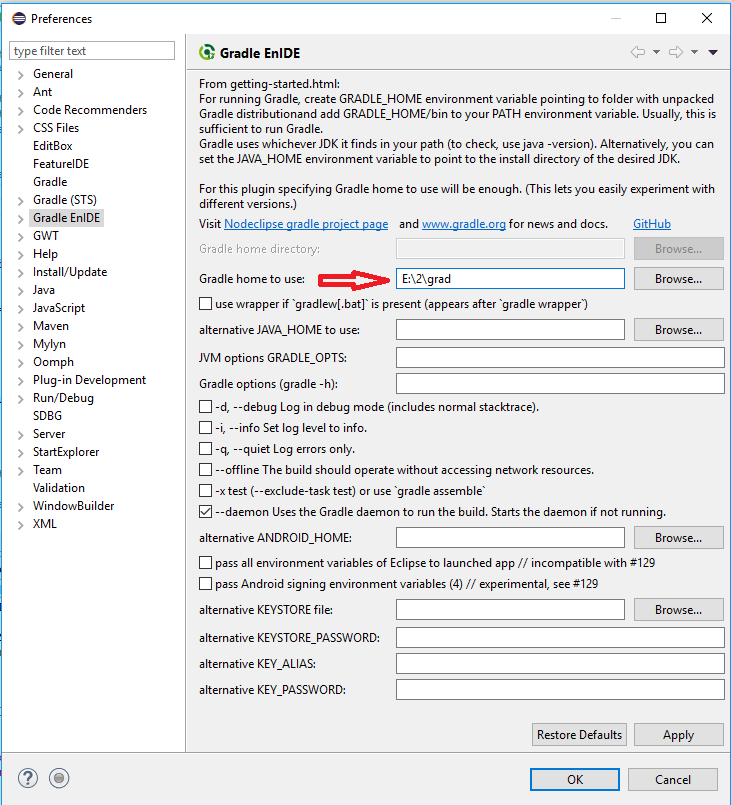 Preferences
type filter text
General
Ant
Code Recommenders
CSS Files
EditBox
FeatureIDE
Gradle
Gradle (STS)
Gradle EnIDE
GWT
Help
Install/Update
Java
JavaScript
Maven
Mylyn
Oomph
Plug-in Development
Run/Debug
SDBG
Server
StartExplorer
Team
Validation
WindowBuilder
XML
Gradle EnIDE
From getting-started.html:
For running Gradle, create GRADLE_HOME environment variable pointing to folder with unpacked
Gradle distributionand add GRADLE_HOME/bin to your PATH environment variable. Usually, this is
sufficient to run Gradle.
Gradle uses whichever JDK it finds in your path (to check, use java -version). Alternatively, you can
set the JAVA_HOME environment variable to point to the install directory of the desired JDK.
For this plugin specifying Gradle home to use will be enough. (This lets you easily experiment with
different versions.)
Visit Nodeclipse gradle project page and www.gradle.org for news and docs. GitHub
Gradle home directory: Browse...
Gradle home to use: E:\2\grad Browse...
use wrapper if `gradlew[.bat]` is present (appears after `gradle wrapper`)
alternative JAVA_HOME to use: Browse...
JVM options GRADLE_OPTS:
Gradle options (gradle -h):
-d, --debug Log in debug mode (includes normal stacktrace).
-i, --info Set log level to info.
-q, --quiet Log errors only.
--offline The build should operate without accessing network resources.
-x test (--exclude-task test) or use `gradle assemble`
--daemon Uses the Gradle daemon to run the build. Starts the daemon if not running.
alternative ANDROID_HOME: Browse...
pass all environment variables of Eclipse to launched app // incompatible with #129
pass Android signing environment variables (4) // experimental, see #129
alternative KEYSTORE file: Browse...
alternative KEYSTORE_PASSWORD:
alternative KEY_ALIAS:
alternative KEY_PASSWORD:
Restore Defaults Apply
? OK Cancel